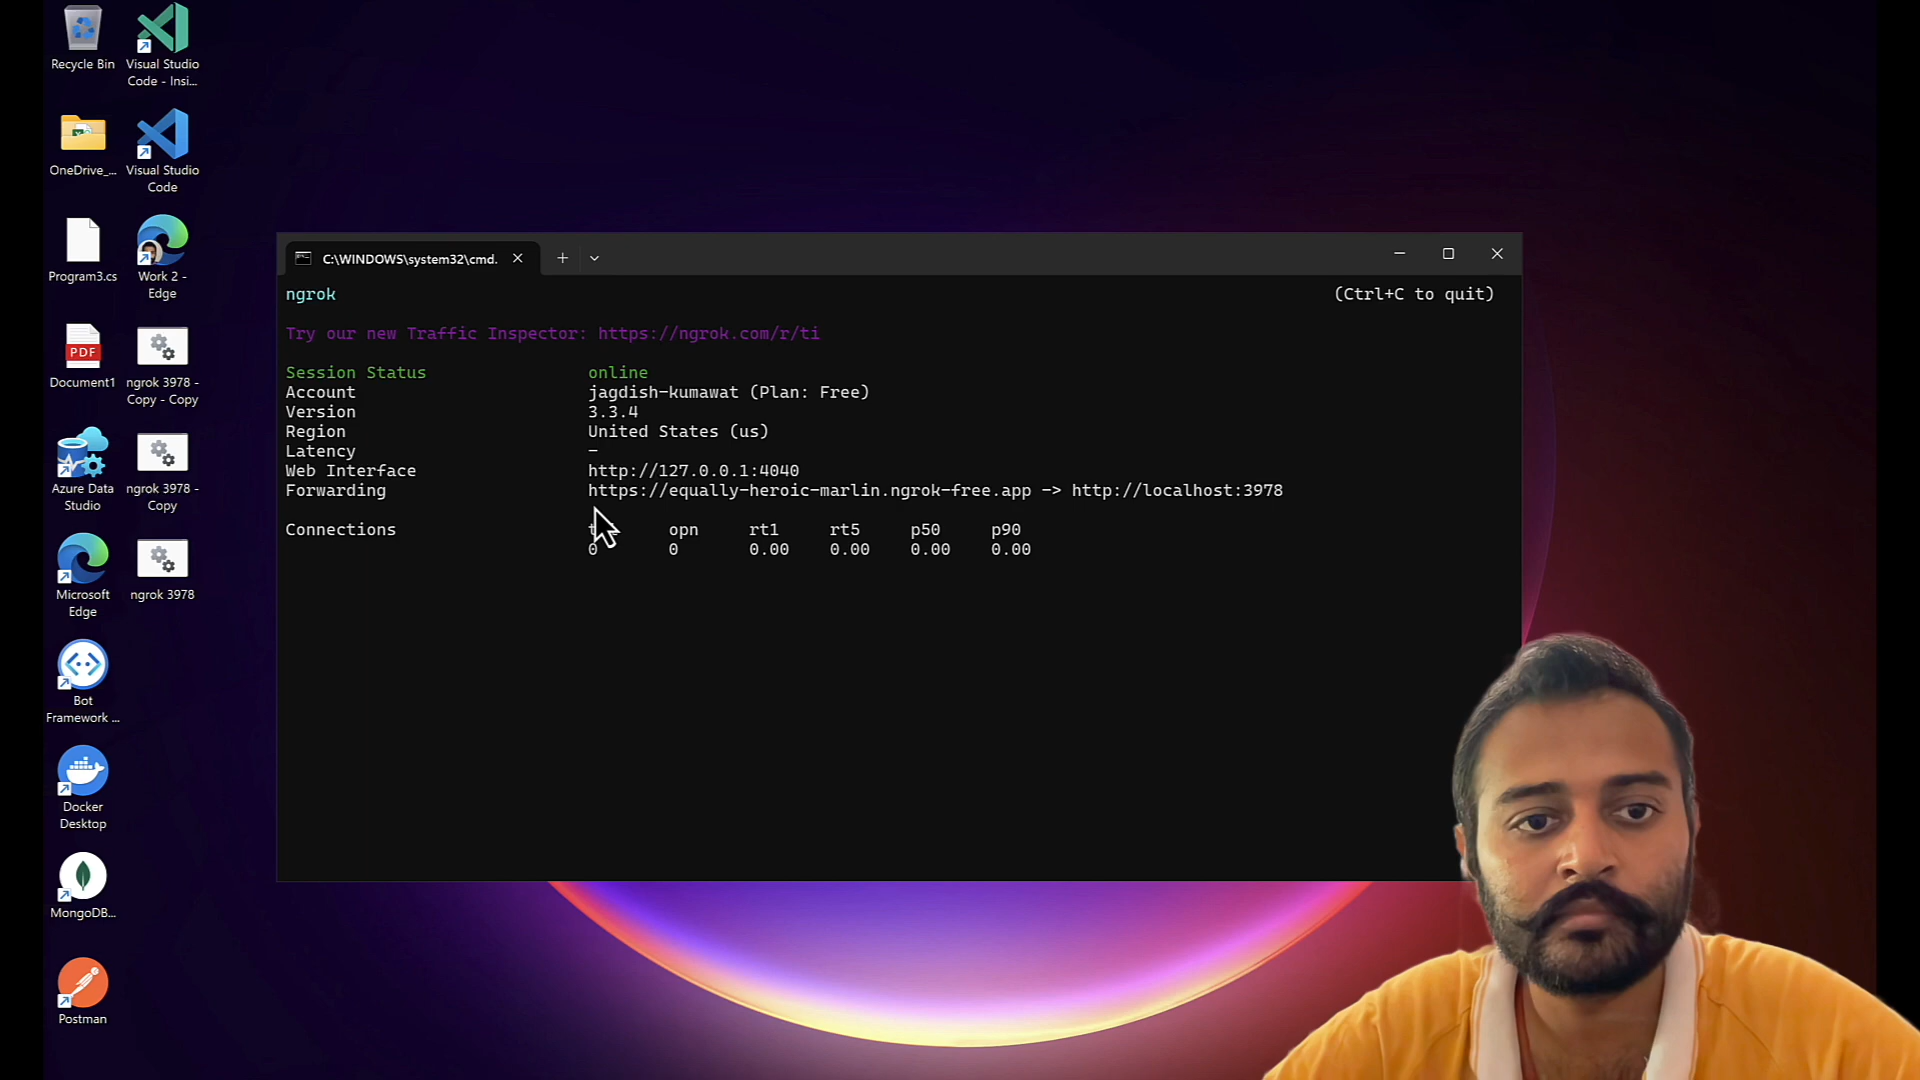 Recycle Bin
Visual Studio
Code - Insi...
OneDrive_...
Visual Studio
Code
Program3.cs
Work 2 -
Edge
PDF
Document1
ngrok 3978 -
Copy - Copy
Azure Data
Studio
ngrok 3978 -
Copy
Microsoft
Edge
ngrok 3978
Bot
Framework ...
Docker
Desktop
MongoDB...
Postman
C:\WINDOWS\system32\cmd.
ngrok (Ctrl+C to quit)
Try our new Traffic Inspector: https://ngrok.com/r/ti
Session Status online
Account jagdish-kumawat (Plan: Free)
Version 3.3.4
Region United States (us)
Latency -
Web Interface http://127.0.0.1:4040
Forwarding https://equally-heroic-marlin.ngrok-free.app -> http://localhost:3978
Connections opn rt1 rt5 p50 p90
0 0 0.00 0.00 0.00 0.00